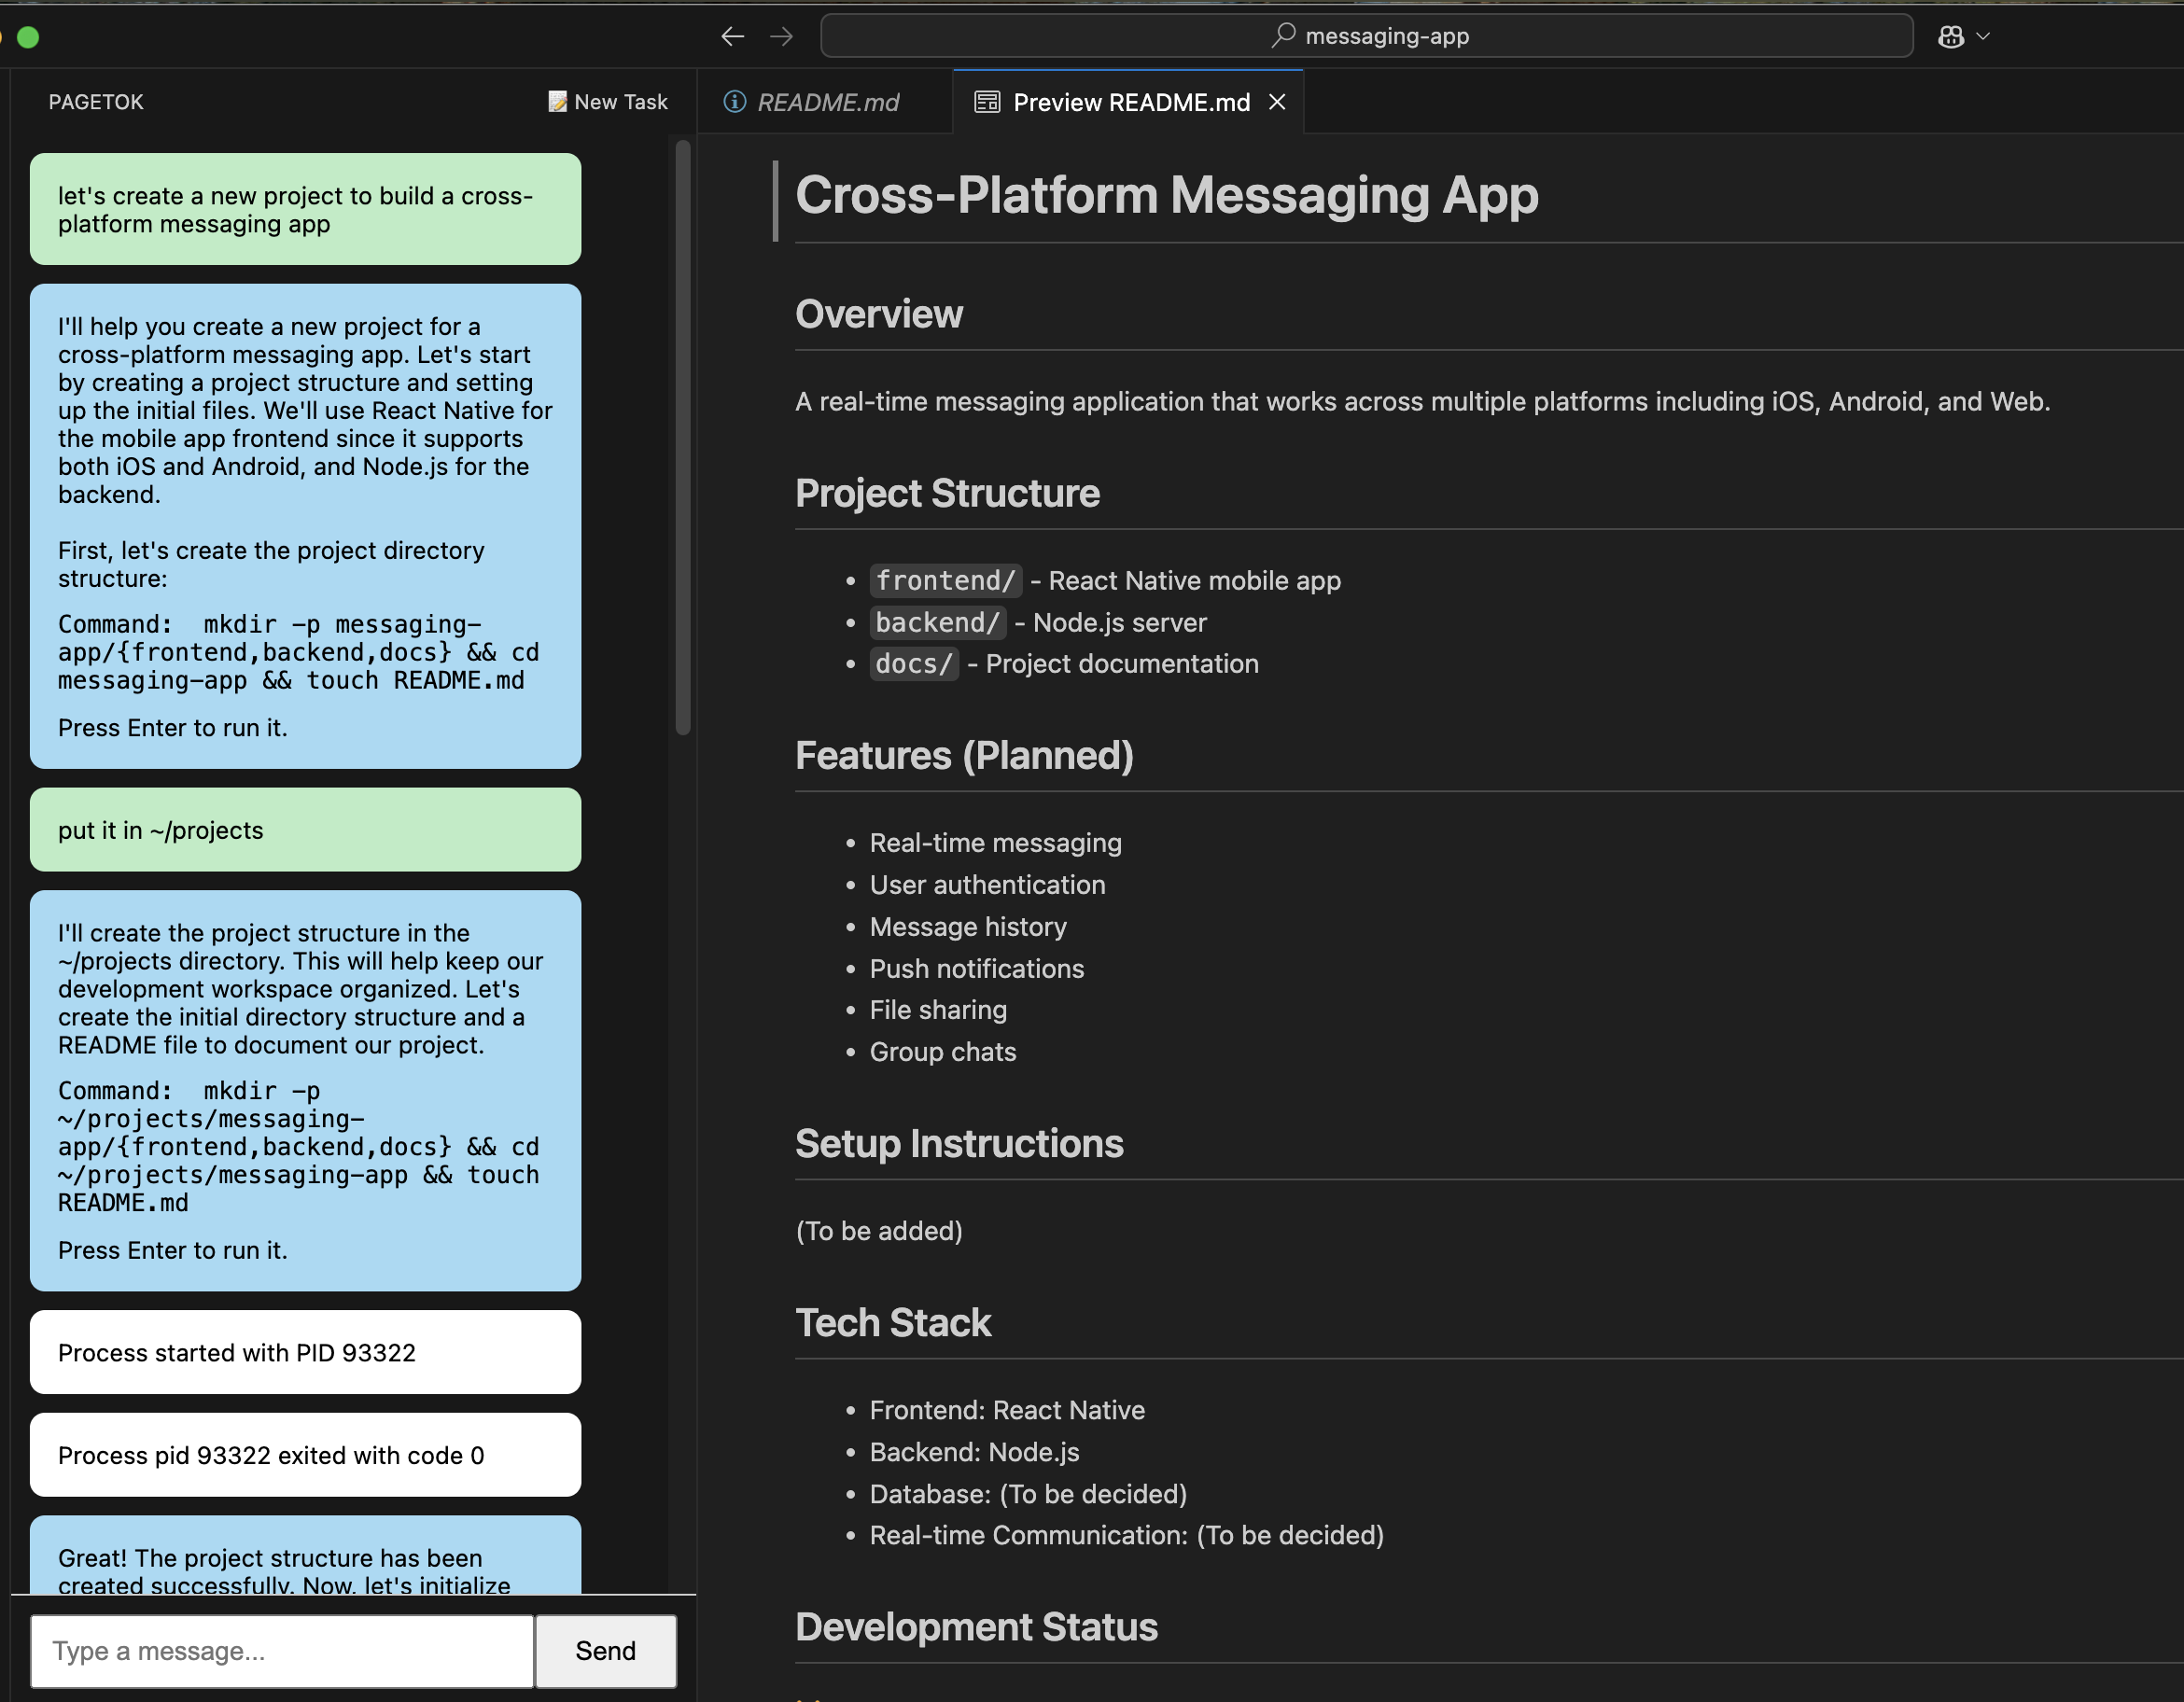 messaging-app
PAGETOK
📝 New Task
let's create a new project to build a cross-
platform messaging app
I'll help you create a new project for a
cross-platform messaging app. Let's start
by creating a project structure and setting
up the initial files. We'll use React Native for
the mobile app frontend since it supports
both iOS and Android, and Node.js for the
backend.
First, let's create the project directory
structure:
Command:  mkdir -p messaging-
app/{frontend,backend,docs} && cd
messaging-app && touch README.md
Press Enter to run it.
put it in ~/projects
I'll create the project structure in the
~/projects directory. This will help keep our
development workspace organized. Let's
create the initial directory structure and a
README file to document our project.
Command:  mkdir -p
~/projects/messaging-
app/{frontend,backend,docs} && cd
~/projects/messaging-app && touch
README.md
Press Enter to run it.
Process started with PID 93322
Process pid 93322 exited with code 0
Great! The project structure has been
created successfully. Now, let's initialize
Type a message...
Send
README.md
Preview README.md
Cross-Platform Messaging App
Overview
A real-time messaging application that works across multiple platforms including iOS, Android, and Web.
Project Structure
• frontend/ - React Native mobile app
• backend/ - Node.js server
• docs/ - Project documentation
Features (Planned)
• Real-time messaging
• User authentication
• Message history
• Push notifications
• File sharing
• Group chats
Setup Instructions
(To be added)
Tech Stack
• Frontend: React Native
• Backend: Node.js
• Database: (To be decided)
• Real-time Communication: (To be decided)
Development Status